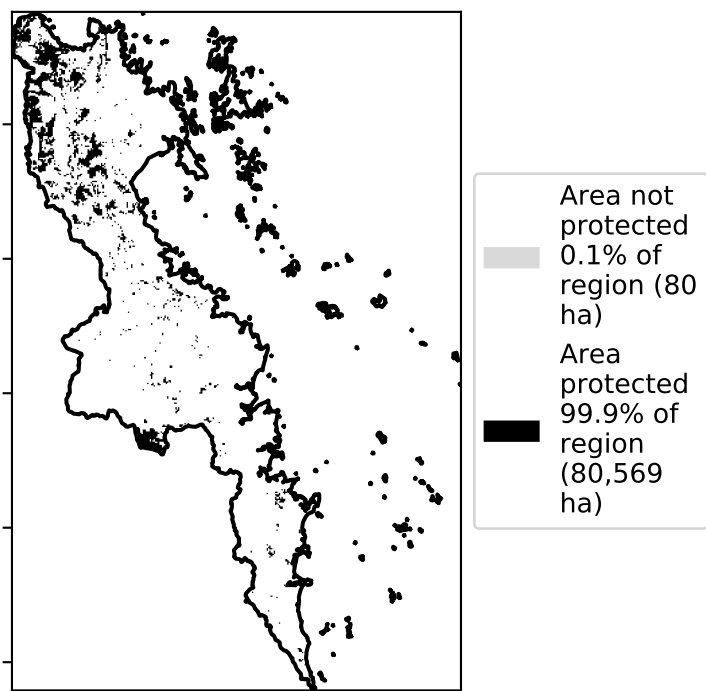 Area not
protected
0.1% of
region (80
ha)
Area
protected
99.9% of
region
(80,569
ha)